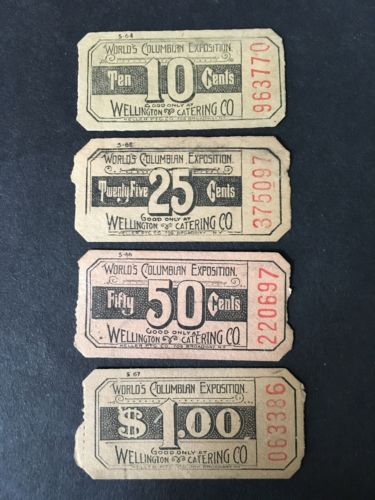 S-64
WORLD'S COLUMBIAN EXPOSITION.
Ten 10 Cents
GOOD ONLY AT
WELLINGTON CATERING CO
963770
WORLD'S COLUMBIAN EXPOSITION.
Twenty Five 25 Cents
GOOD ONLY AT
WELLINGTON CATERING CO
375097
S-66
WORLD'S COLUMBIAN EXPOSITION.
Fifty 50 Cents
GOOD ONLY AT
WELLINGTON CATERING CO
220697
S-67
WORLD'S COLUMBIAN EXPOSITION.
$1.00
GOOD ONLY AT
WELLINGTON CATERING CO
063386